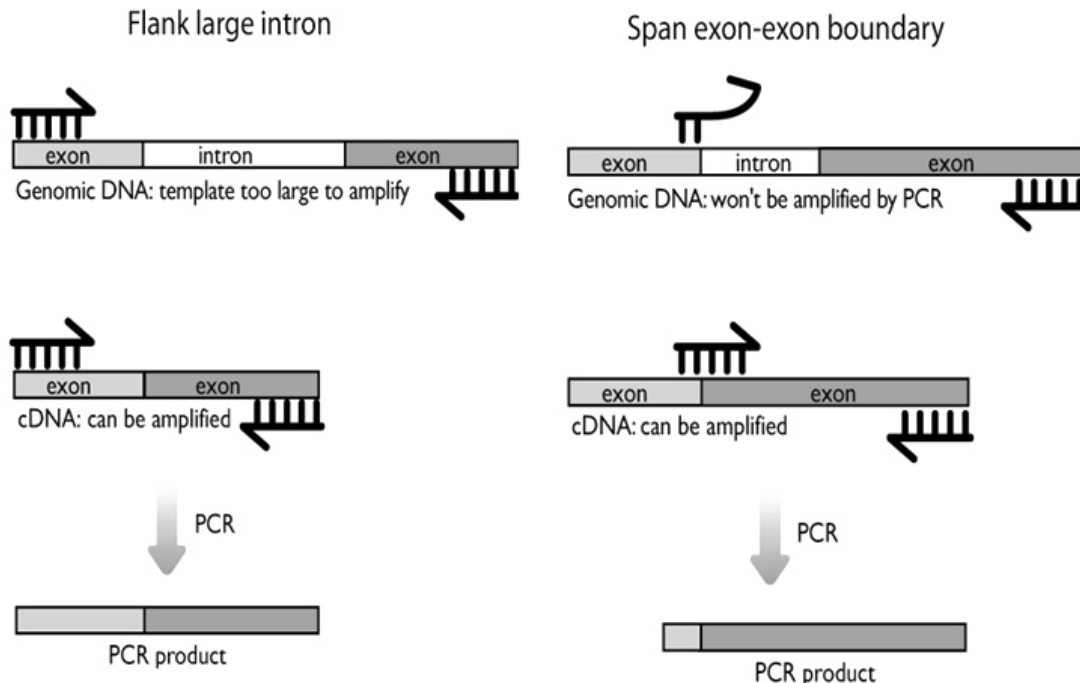 Flank large intron
exon intron exon
Genomic DNA: template too large to amplify
exon exon
cDNA: can be amplified
PCR
PCR product
Span exon-exon boundary
exon intron exon
Genomic DNA: won't be amplified by PCR
exon exon
cDNA: can be amplified
PCR
PCR product